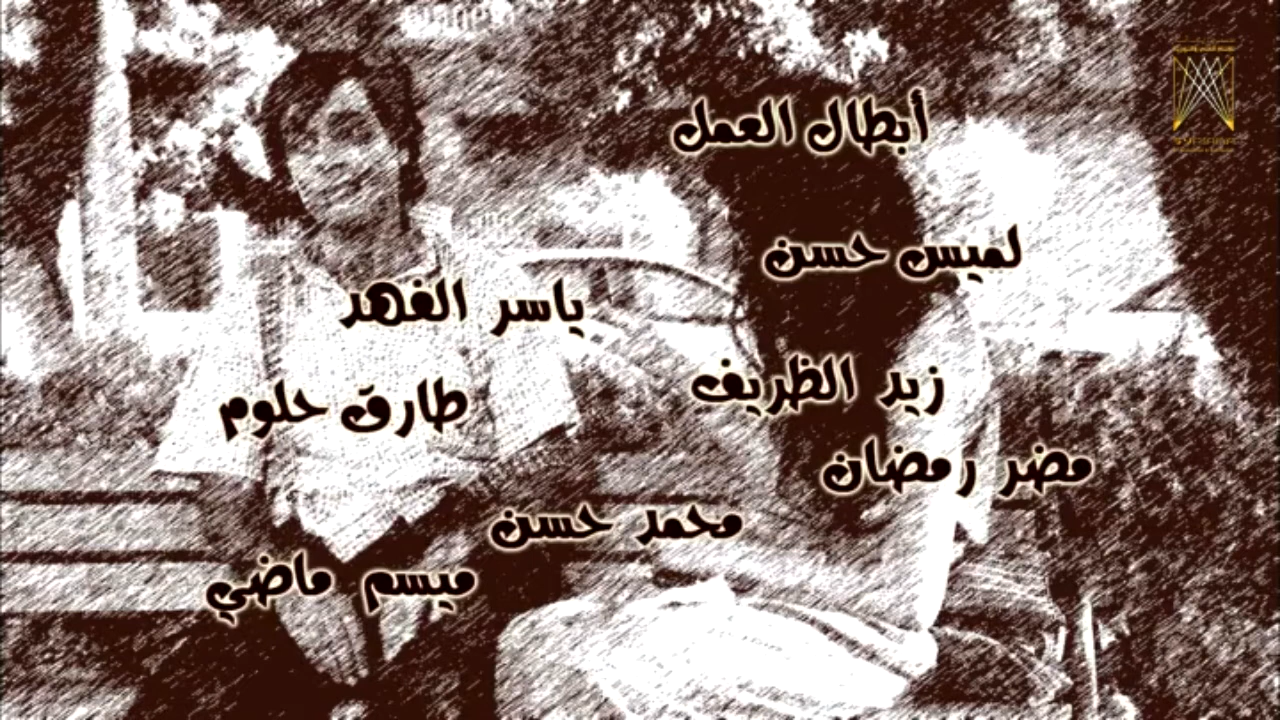 أبطال العمل
لميس حسن
ياسر الفهد
زيد الظريف
طارق حلوم
مضر رمضان
محمد حسن
ميسم ماضي